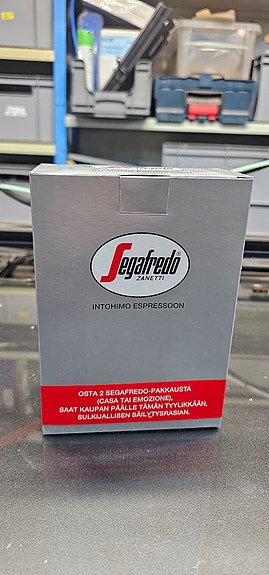 Segafredo®
ZANETTI
INTOHIMO ESPRESSOON
OSTA 2 SEGAFREDO-PAKKAUSTA
(CASA TAI EMOZIONE),
SAAT KAUPAN PÄÄLLE TÄMÄN TYYLIKKÄÄN,
SULKIJALLISEN SÄILYTYSRASIAN.